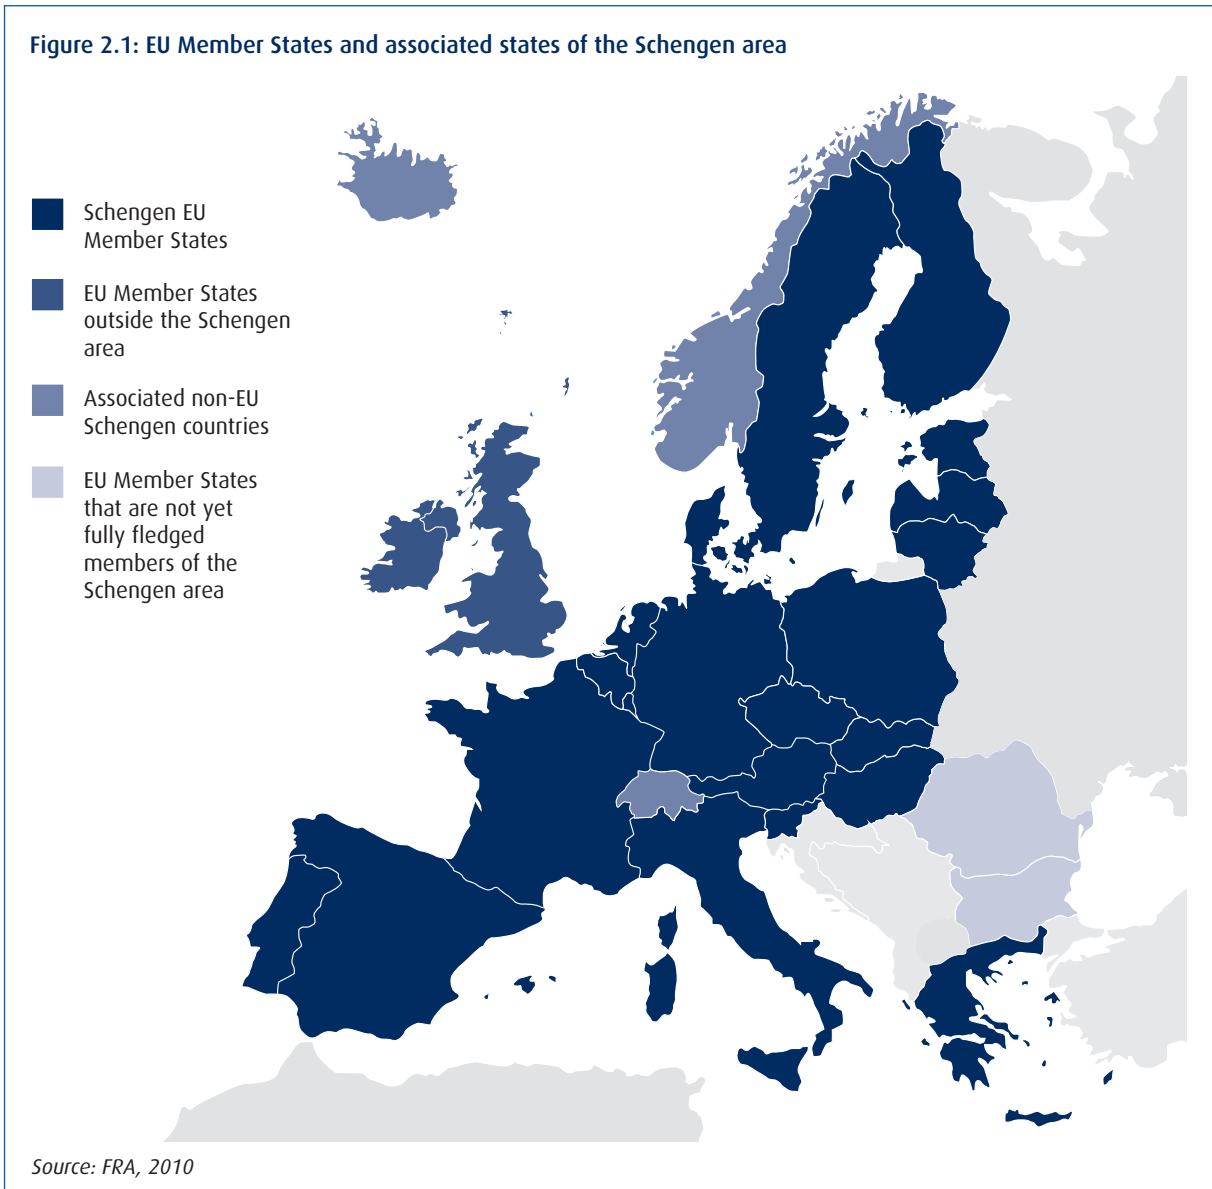 Figure 2.1: EU Member States and associated states of the Schengen area
Schengen EU
Member States
EU Member States
outside the Schengen
area
Associated non-EU
Schengen countries
EU Member States
that are not yet
fully fledged
members of the
Schengen area
Source: FRA, 2010